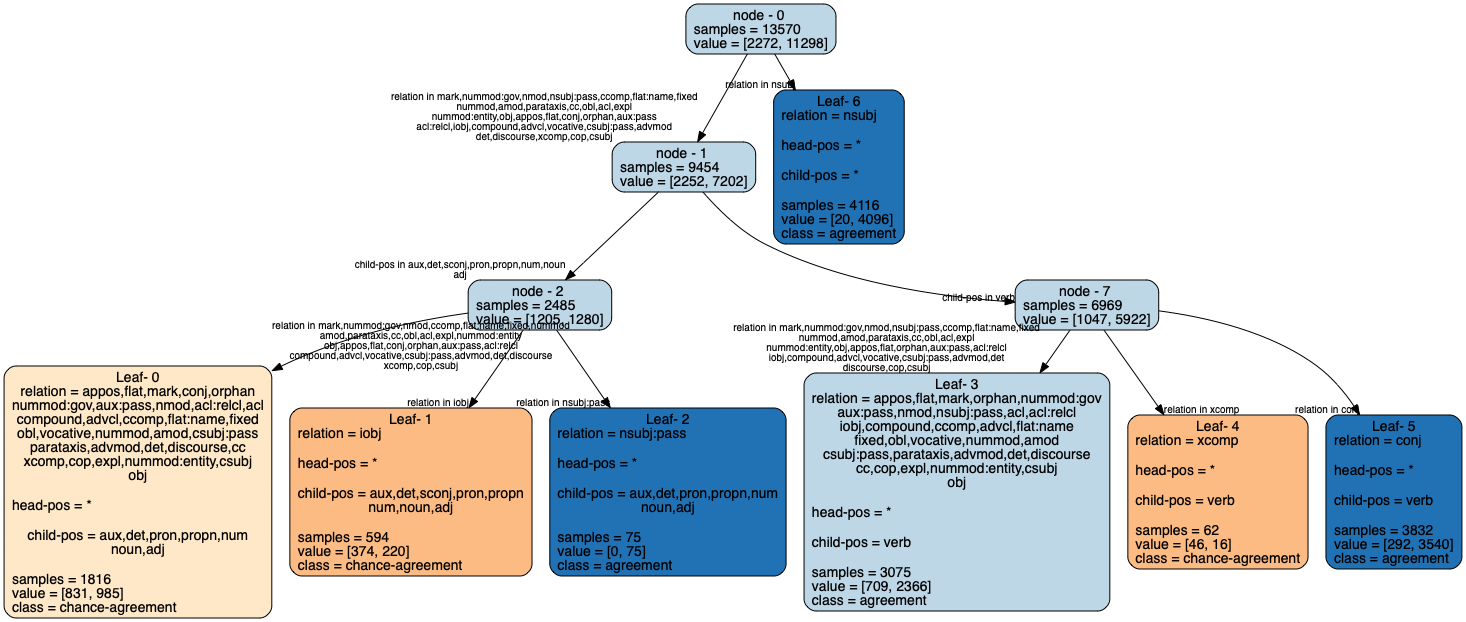 node - 0
samples = 13570
value = [2272, 11298]
relation in nsubj
relation in mark,nummod:gov,nmod,nsubj:pass,ccomp,flat:name,fixed
nummod,amod,parataxis,cc,obl,acl,expl
nummod:entity,obj,appos,flat,conj,orphan,aux:pass
acl:relcl,iobj,compound,advcl,vocative,csubj:pass,advmod
det,discourse,xcomp,cop,csubj
Leaf- 6
relation = nsubj
head-pos = *
child-pos = *
samples = 4116
value = [20, 4096]
class = agreement
node - 1
samples = 9454
value = [2252, 7202]
child-pos in aux,det,sconj,pron,propn,num,noun
adj
node - 2
samples = 2485
value = [1205, 1280]
child-pos in verb
node - 7
samples = 6969
value = [1047, 5922]
relation in mark,nummod:gov,nmod,ccomp,flat:name,fixed,nummod
amod,parataxis,cc,obl,acl,expl,nummod:entity
obj,appos,flat,conj,orphan,aux:pass,acl:relcl
compound,advcl,vocative,csubj:pass,advmod,det,discourse
xcomp,cop,csubj
relation in iobj
relation in nsubj:pass
relation in mark,nummod:gov,nmod,nsubj:pass,ccomp,flat:name,fixed
nummod,amod,parataxis,cc,obl,acl,expl
nummod:entity,obj,appos,flat,orphan,aux:pass,acl:relcl
iobj,compound,advcl,vocative,csubj:pass,advmod,det
discourse,cop,csubj
relation in xcomp
relation in conj
Leaf- 0
relation = appos,flat,mark,conj,orphan
nummod:gov,aux:pass,nmod,acl:relcl,acl
compound,advcl,ccomp,flat:name,fixed
obl,vocative,nummod,amod,csubj:pass
parataxis,advmod,det,discourse,cc
xcomp,cop,expl,nummod:entity,csubj
obj
head-pos = *
child-pos = aux,det,pron,propn,num
noun,adj
samples = 1816
value = [831, 985]
class = chance-agreement
Leaf- 1
relation = iobj
head-pos = *
child-pos = aux,det,sconj,pron,propn
num,noun,adj
samples = 594
value = [374, 220]
class = chance-agreement
Leaf- 2
relation = nsubj:pass
head-pos = *
child-pos = aux,det,pron,propn,num
noun,adj
samples = 75
value = [0, 75]
class = agreement
Leaf- 3
relation = appos,flat,mark,orphan,nummod:gov
aux:pass,nmod,nsubj:pass,acl,acl:relcl
iobj,compound,ccomp,advcl,flat:name
fixed,obl,vocative,nummod,amod
csubj:pass,parataxis,advmod,det,discourse
cc,cop,expl,nummod:entity,csubj
obj
head-pos = *
child-pos = verb
samples = 3075
value = [709, 2366]
class = agreement
Leaf- 4
relation = xcomp
head-pos = *
child-pos = verb
samples = 62
value = [46, 16]
class = chance-agreement
Leaf- 5
relation = conj
head-pos = *
child-pos = verb
samples = 3832
value = [292, 3540]
class = agreement